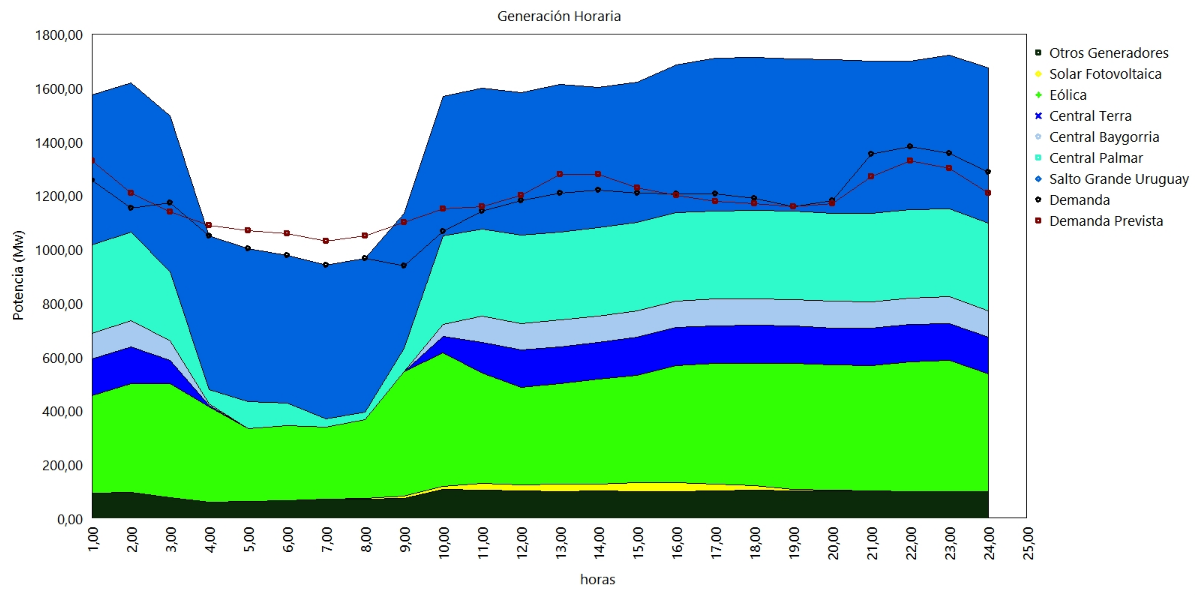 Generación Horaria
1800,00
1600,00
1400,00
1200,00
1000,00
800,00
600,00
400,00
200,00
0,00
Potencia (Mw)
1,00
2,00
3,00
4,00
5,00
6,00
7,00
8,00
9,00
10,00
11,00
12,00
13,00
14,00
15,00
16,00
17,00
18,00
19,00
20,00
21,00
22,00
23,00
24,00
25,00
horas
Otros Generadores
Solar Fotovoltaica
Eólica
Central Terra
Central Baygorria
Central Palmar
Salto Grande Uruguay
Demanda
Demanda Prevista